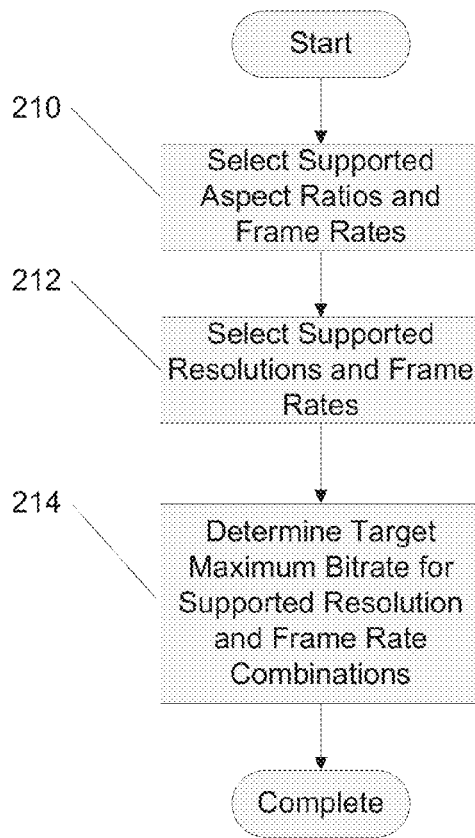 Start
210
Select Supported
Aspect Ratios and
Frame Rates
212
Select Supported
Resolutions and Frame
Rates
214
Determine Target
Maximum Bitrate for
Supported Resolution
and Frame Rate
Combinations
Complete